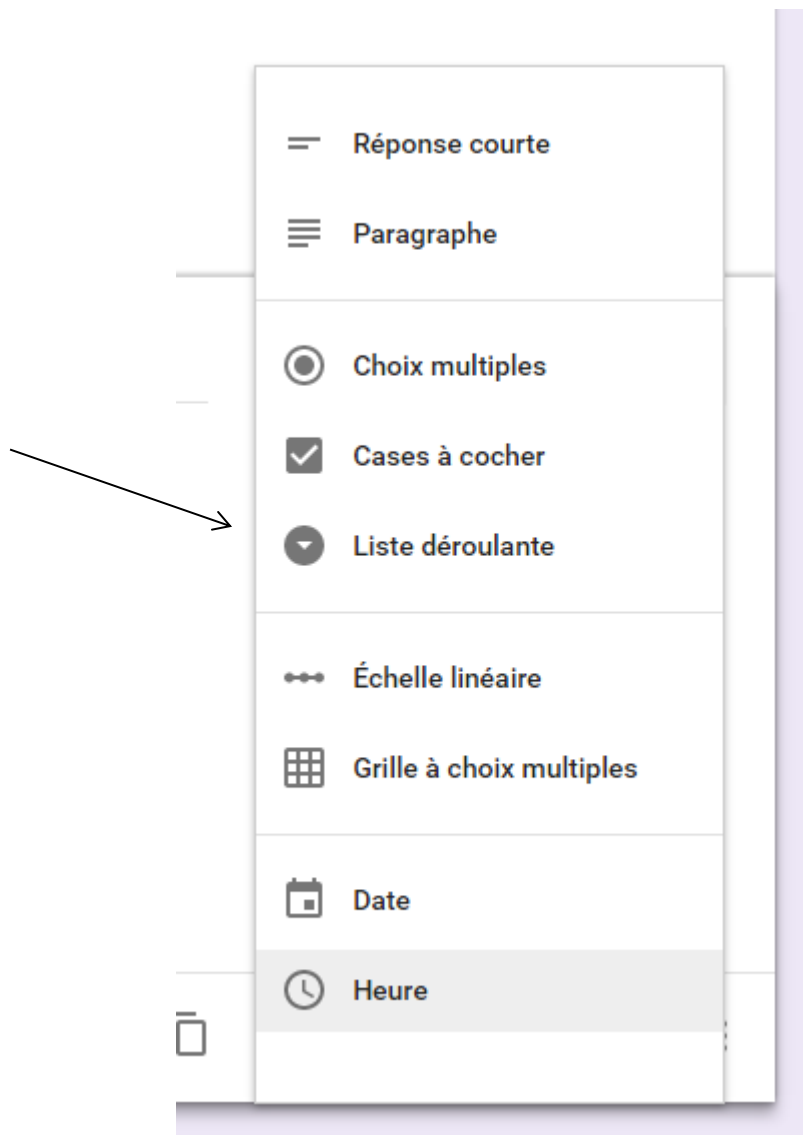 Réponse courte
Paragraphe
Choix multiples
Cases à cocher
Liste déroulante
Échelle linéaire
Grille à choix multiples
Date
Heure